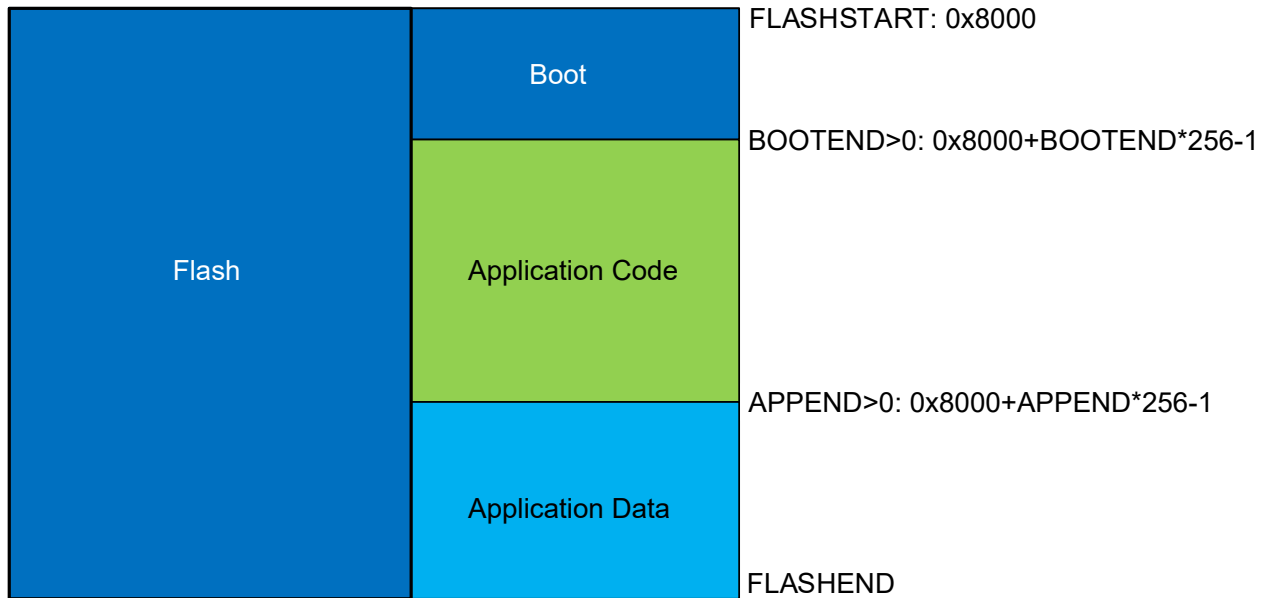 FLASHSTART: 0x8000
Boot
BOOTEND>0: 0x8000+BOOTEND*256-1
Flash
Application Code
APPEND>0: 0x8000+APPEND*256-1
Application Data
FLASHEND